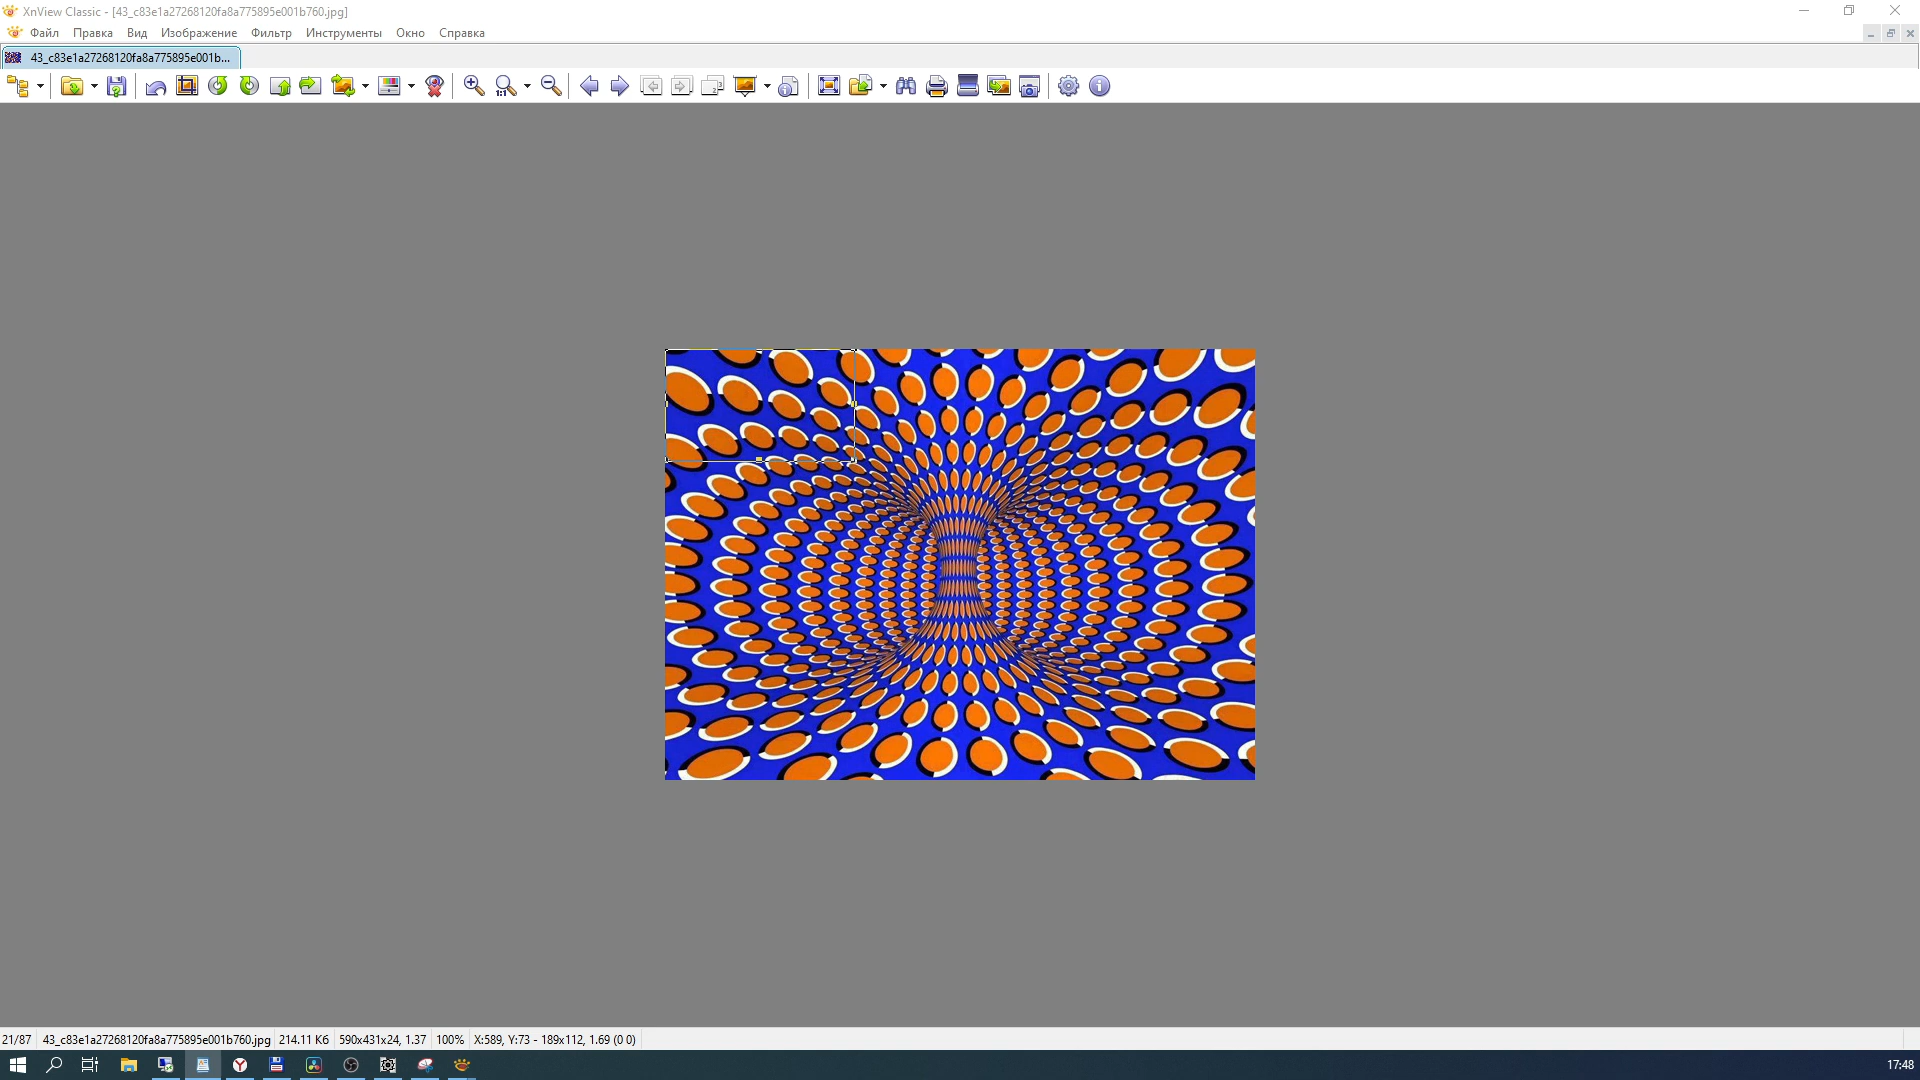 XnView Classic - [43_c83e1a27268120fa8a775895e001b760.jpg]
Файл Правка Вид Изображение Фильтр Инструменты Окно Справка
43_c83e1a27268120fa8a775895e001b...
21/87 43_c83e1a27268120fa8a775895e001b760.jpg 214.11 Кб 590x431x24, 1.37 100% X:589, Y:73 - 189x112, 1.69 (0 0)
17:48